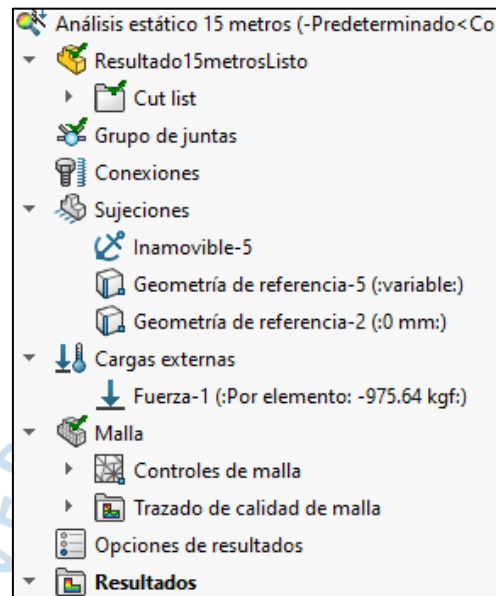 Análisis estático 15 metros (-Predeterminado<Co
Resultado15metrosListo
Cut list
Grupo de juntas
Conexiones
Sujeciones
Inamovible-5
Geometría de referencia-5 (:variable:)
Geometría de referencia-2 (:0 mm:)
Cargas externas
Fuerza-1 (:Por elemento: -975.64 kgf:)
Malla
Controles de malla
Trazado de calidad de malla
Opciones de resultados
Resultados